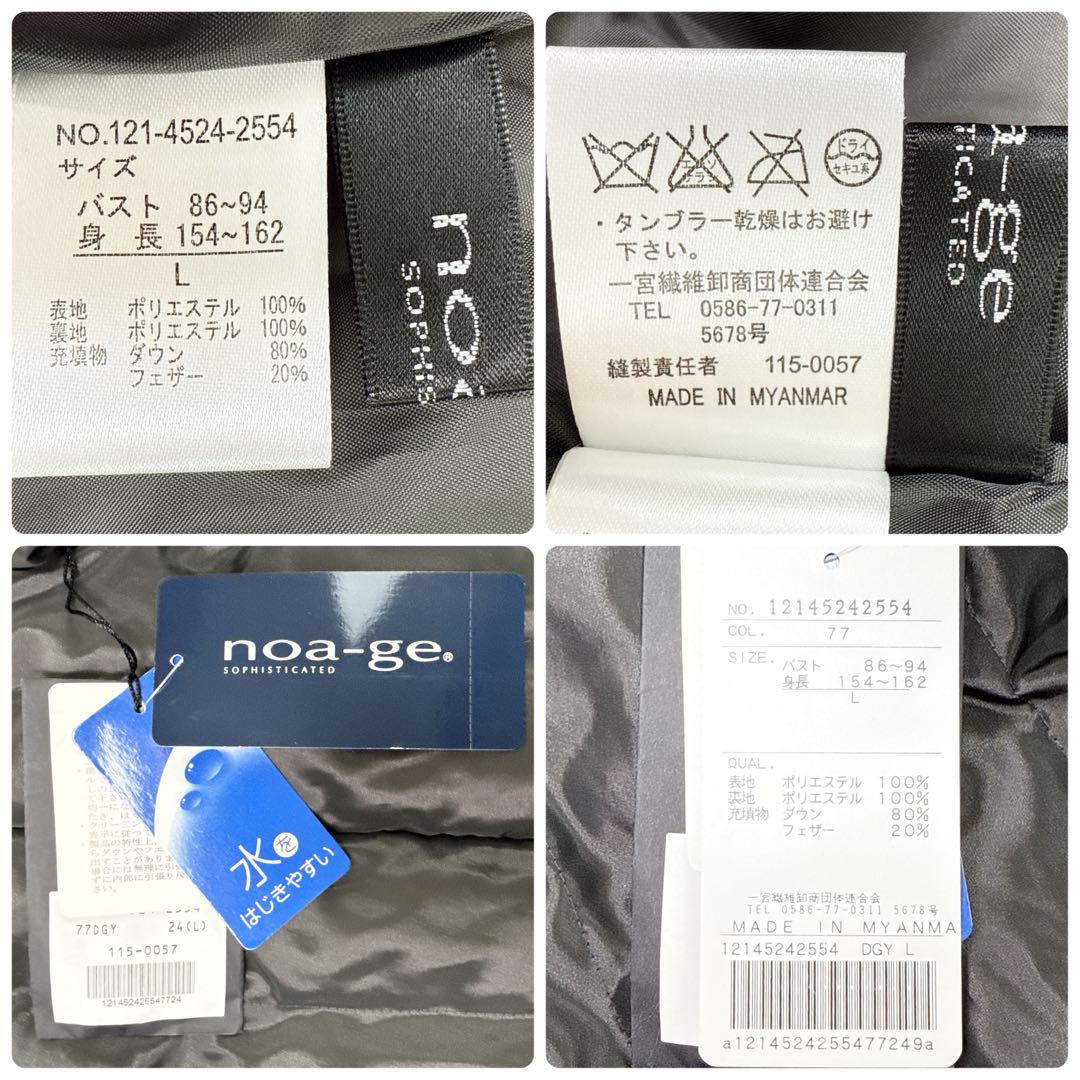 NO.121-4524-2554
サイズ
バスト 86~94
身 長 154~162
L
表地 ポリエステル 100%
裏地 ポリエステル 100%
充填物 ダウン 80%
フェザー 20%
ドライ
セキユ系
・タンブラー乾燥はお避け
下さい。
一宮繊維卸商団体連合会
TEL 0586-77-0311
5678号
縫製責任者 115-0057
MADE IN MYANMAR
a-ge
noa-ge®
SOPHISTICATED
水を
はじきやすい
77DGY 24(L)
115-0057
121452425547724
NO. 12145242554
COL. 77
SIZE. バスト 86~94
身長 154~162
L
QUAL.
表地 ポリエステル 100%
裏地 ポリエステル 100%
充填物 ダウン 80%
フェザー 20%
一宮繊維卸商団体連合会
TEL 0586-77-0311 5678号
MADE IN MYANMA
12145242554 DGY L
a1214524255477249a